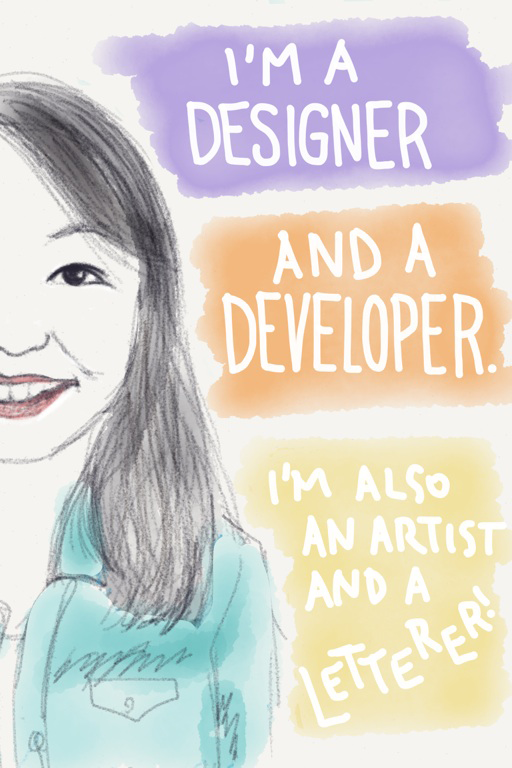 I'M A
DESIGNER
AND A
DEVELOPER.
I'M ALSO
AN ARTIST
AND A
LETTERER!